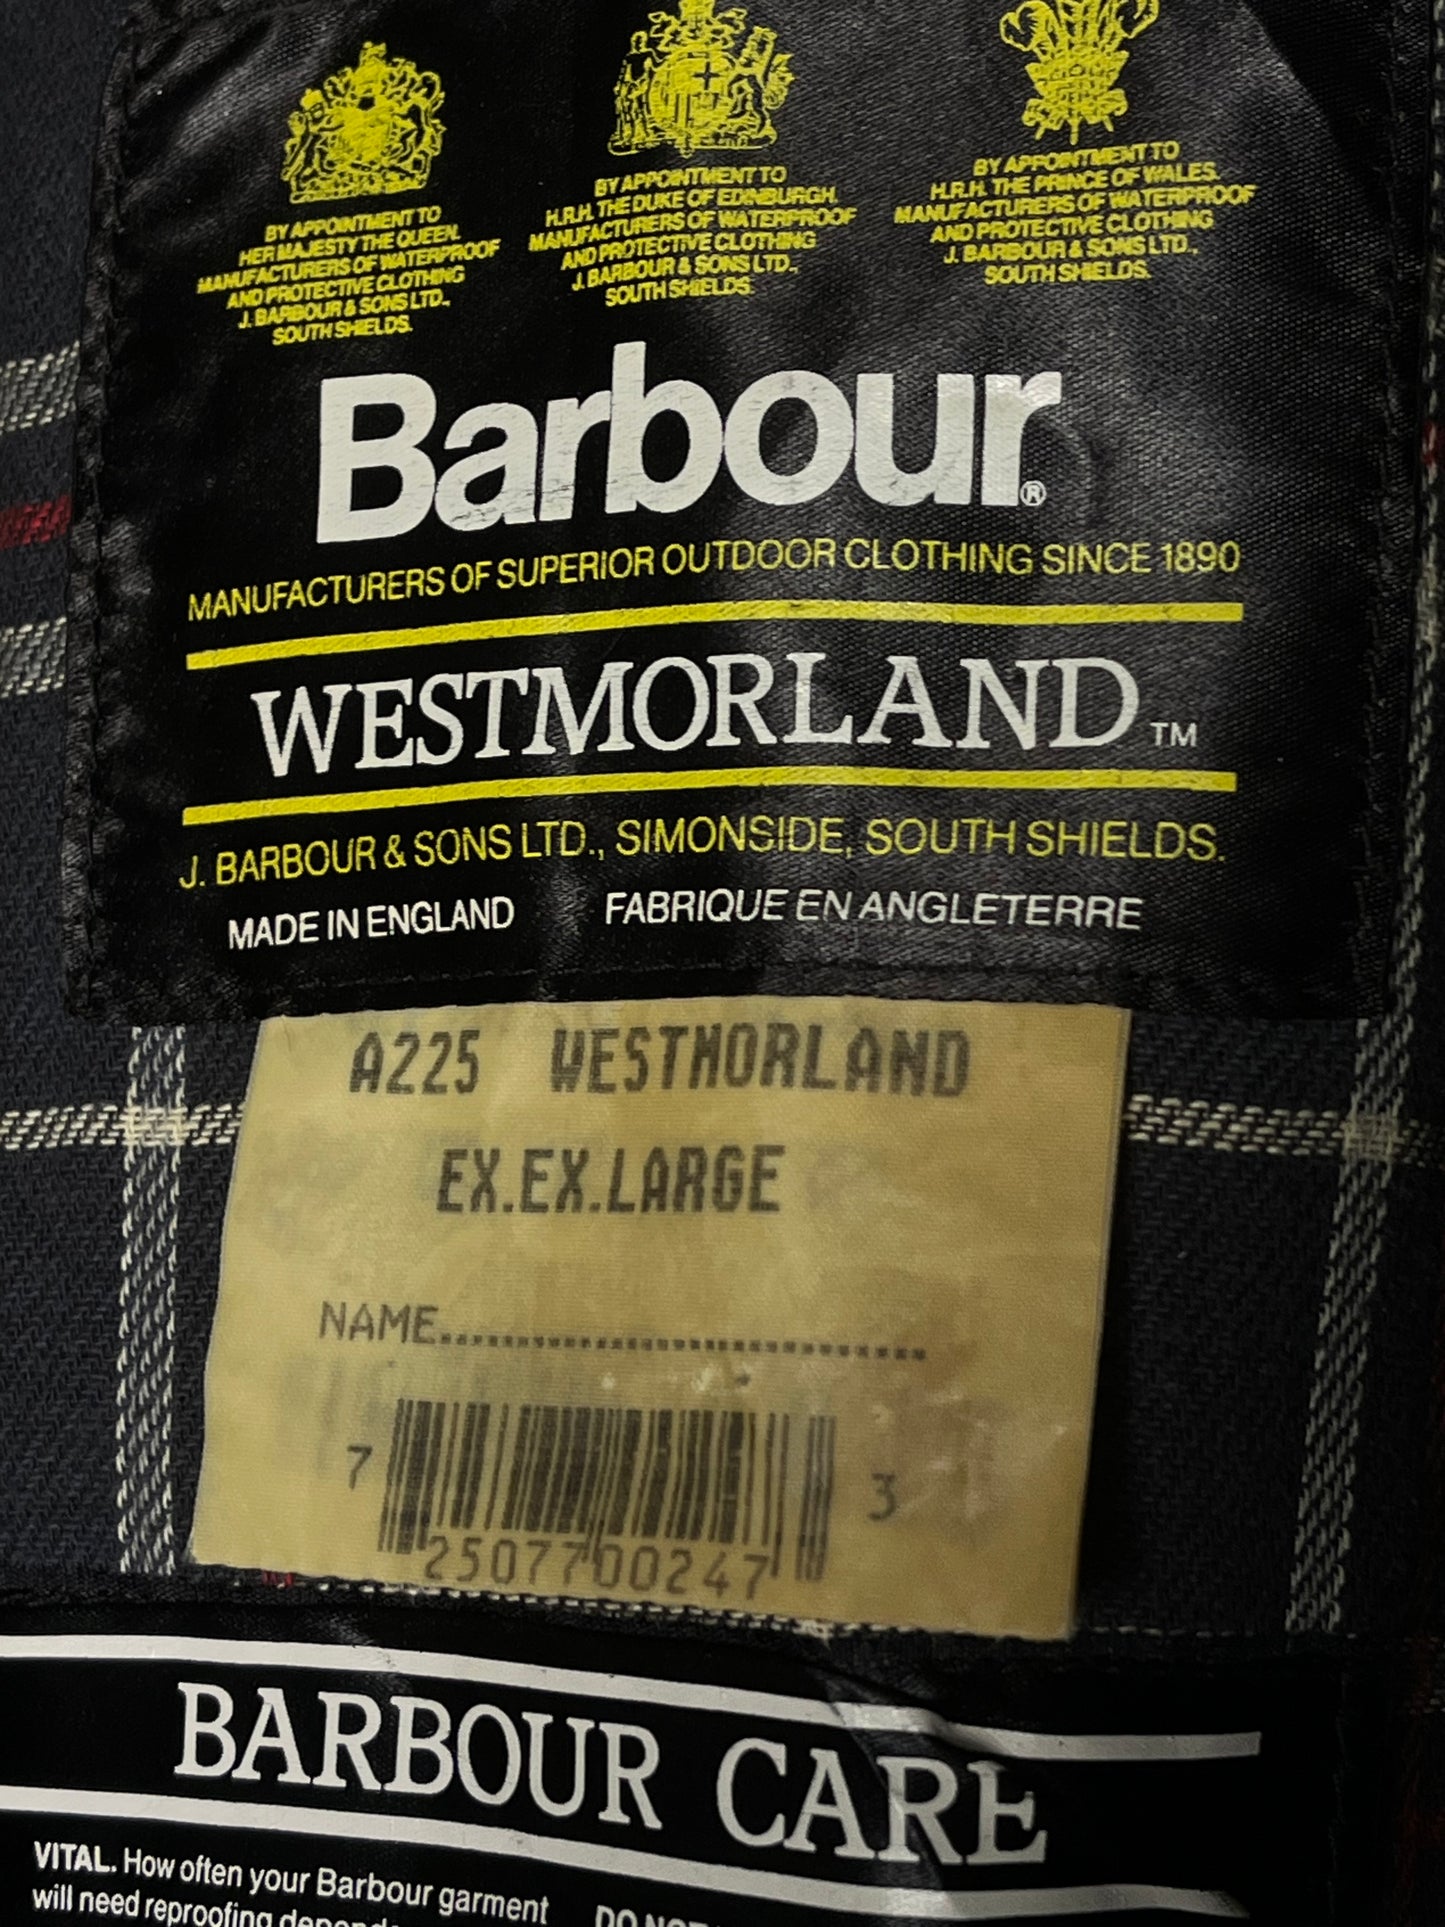 BY APPOINTMENT TO
HER MAJESTY THE QUEEN.
MANUFACTURERS OF WATERPROOF
AND PROTECTIVE CLOTHING
J. BARBOUR & SONS LTD.,
SOUTH SHIELDS.
BY APPOINTMENT TO
H.R.H. THE DUKE OF EDINBURGH.
MANUFACTURERS OF WATERPROOF
AND PROTECTIVE CLOTHING
J. BARBOUR & SONS LTD.,
SOUTH SHIELDS.
BY APPOINTMENT TO
H.R.H. THE PRINCE OF WALES.
MANUFACTURERS OF WATERPROOF
AND PROTECTIVE CLOTHING
J. BARBOUR & SONS LTD.,
SOUTH SHIELDS.
Barbour®
MANUFACTURERS OF SUPERIOR OUTDOOR CLOTHING SINCE 1890
WESTMORLAND™
J. BARBOUR & SONS LTD., SIMONSIDE, SOUTH SHIELDS.
MADE IN ENGLAND FABRIQUE EN ANGLETERRE
A225 WESTMORLAND
EX.EX.LARGE
NAME..............................
7 25077 00247 3
BARBOUR CARE
VITAL. How often your Barbour garment
will need reproofing
DO NOT